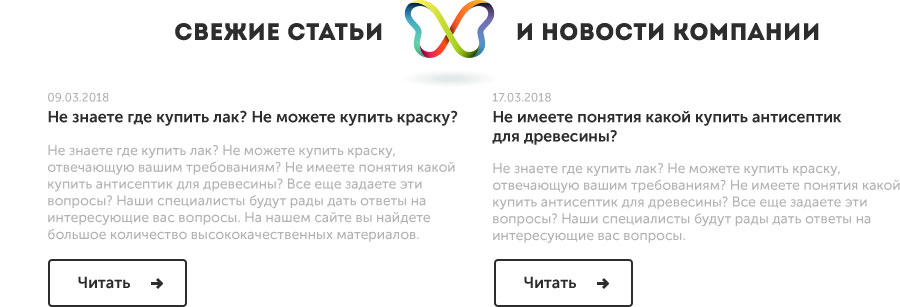 СВЕЖИЕ СТАТЬИ И НОВОСТИ КОМПАНИИ
09.03.2018
Не знаете где купить лак? Не можете купить краску?
Не знаете где купить лак? Не можете купить краску,
отвечающую вашим требованиям? Не имеете понятия какой
купить антисептик для древесины? Все еще задаете эти
вопросы? Наши специалисты будут рады дать ответы на
интересующие вас вопросы. На нашем сайте вы найдете
большое количество высококачественных материалов.
Читать
17.03.2018
Не имеете понятия какой купить антисептик
для древесины?
Не знаете где купить лак? Не можете купить краску,
отвечающую вашим требованиям? Не имеете понятия какой
купить антисептик для древесины? Все еще задаете эти
вопросы? Наши специалисты будут рады дать ответы на
интересующие вас вопросы.
Читать